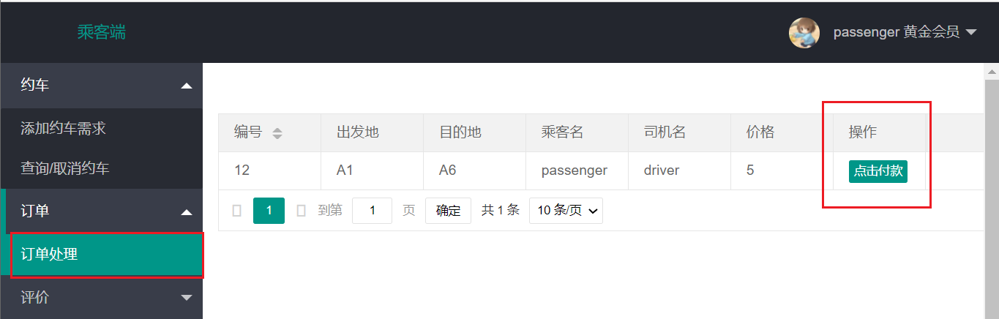 乘客端
passenger 黄金会员
约车
添加约车需求
查询/取消约车
订单
订单处理
评价
编号 出发地 目的地 乘客名 司机名 价格 操作
12 A1 A6 passenger driver 5 点击付款
1 到第 1 页 确定 共 1 条 10 条/页